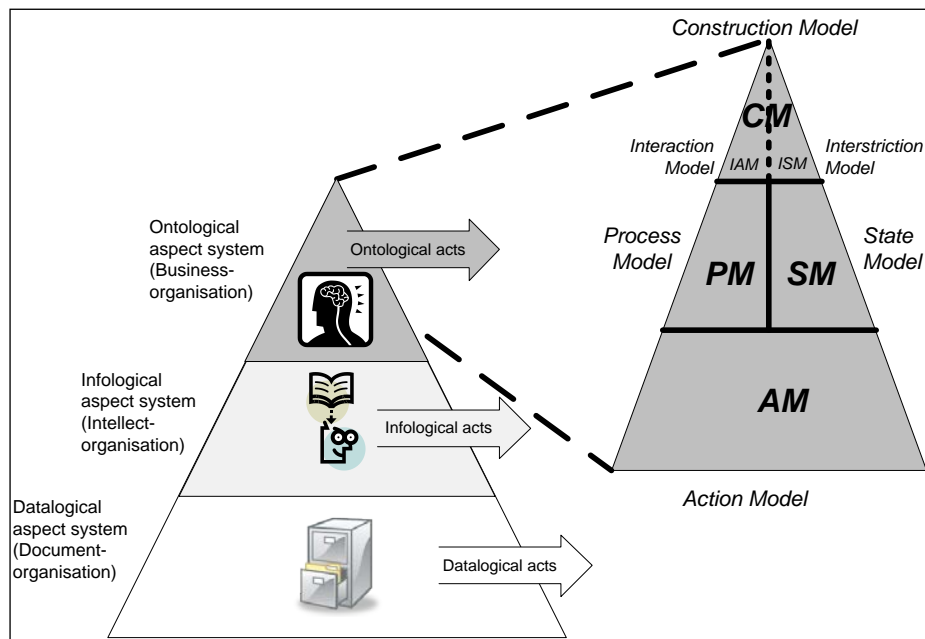 Construction Model
CM
Interaction
Model
IAM
ISM
Interstriction
Model
Ontological
aspect system
(Business-
organisation)
Ontological acts
Process
Model
PM
SM
State
Model
Infological
aspect system
(Intellect-
organisation)
Infological acts
AM
Action Model
Datalogical
aspect system
(Document-
organisation)
Datalogical acts